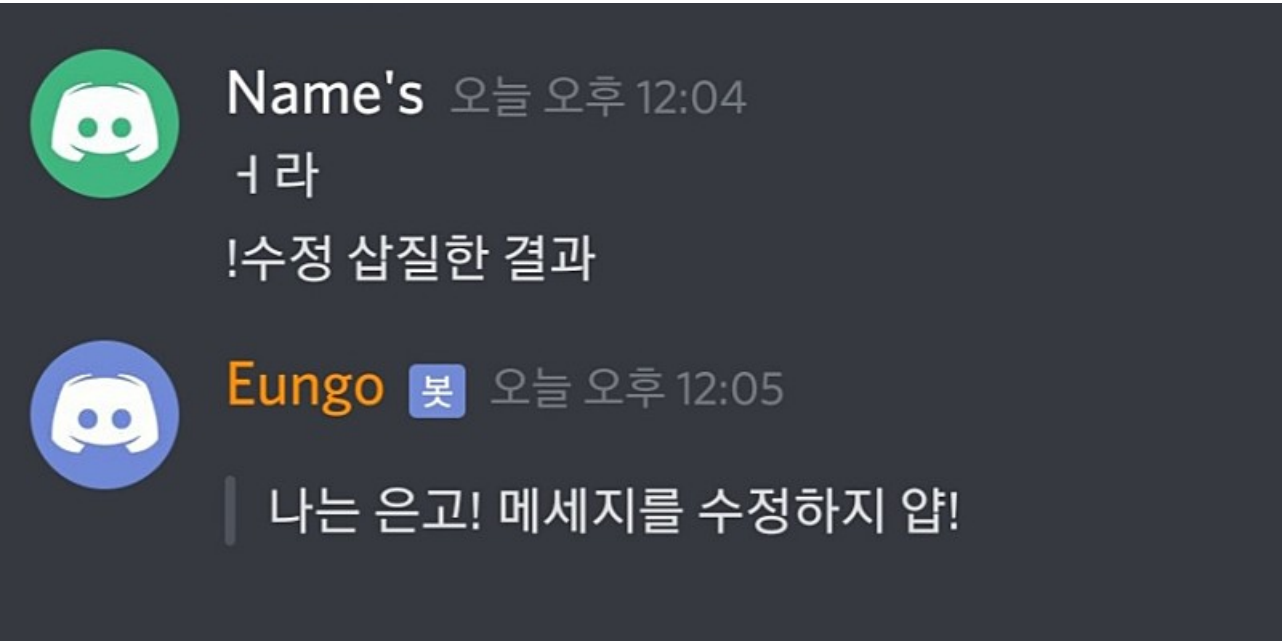 Name's 오늘 오후 12:04
ㅓ라
!수정 삽질한 결과
Eungo 봇 오늘 오후 12:05
나는 은고! 메세지를 수정하지 얍!